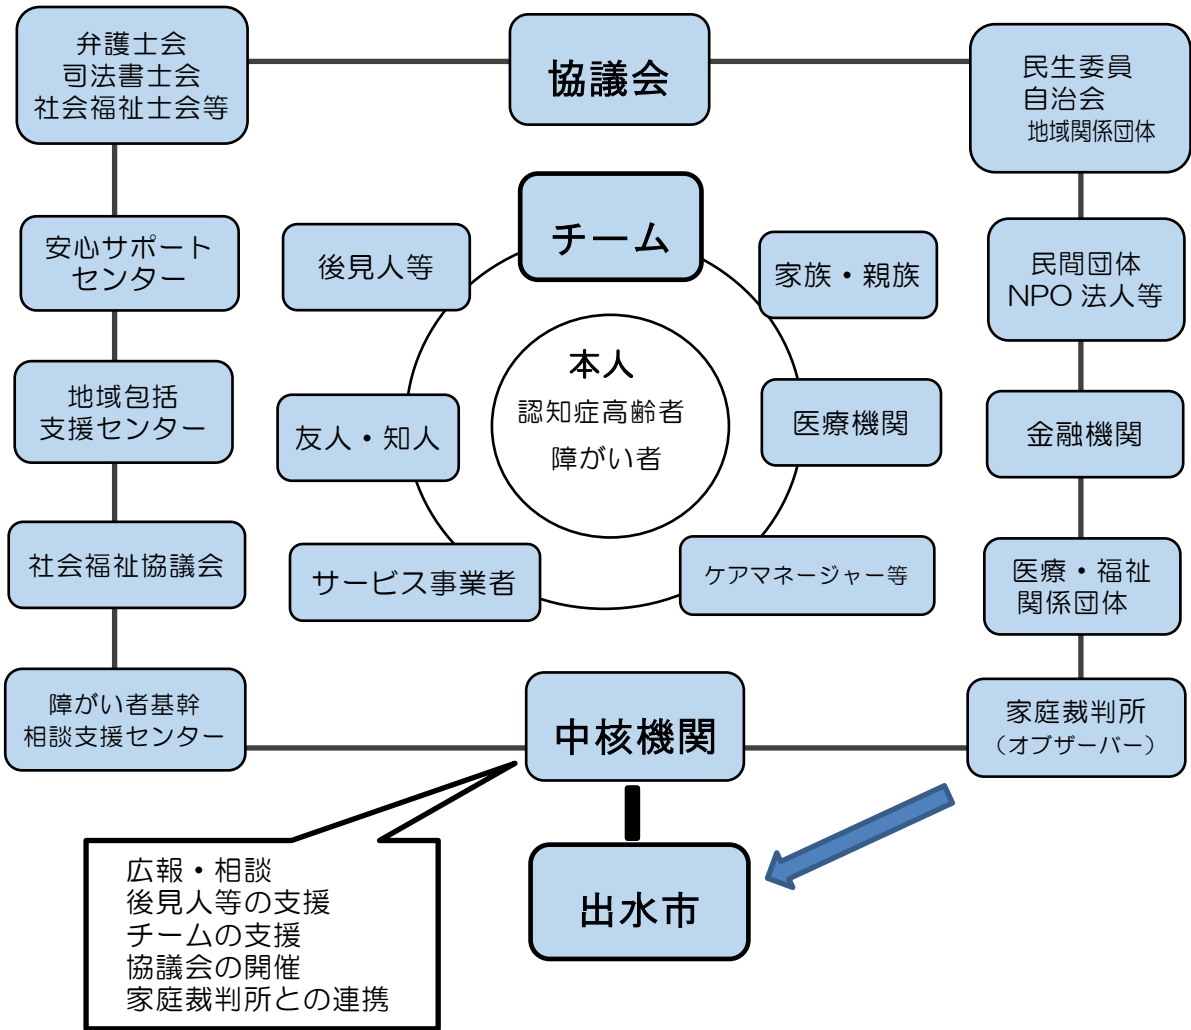 弁護士会
司法書士会
社会福祉士会等
協議会
民生委員
自治会
地域関係団体
チーム
安心サポート
センター
後見人等
家族・親族
民間団体
NPO 法人等
本人
認知症高齢者
障がい者
地域包括
支援センター
友人・知人
医療機関
金融機関
社会福祉協議会
サービス事業者
ケアマネージャー等
医療・福祉
関係団体
障がい者基幹
相談支援センター
中核機関
家庭裁判所
（オブザーバー）
広報・相談
後見人等の支援
チームの支援
協議会の開催
家庭裁判所との連携
出水市